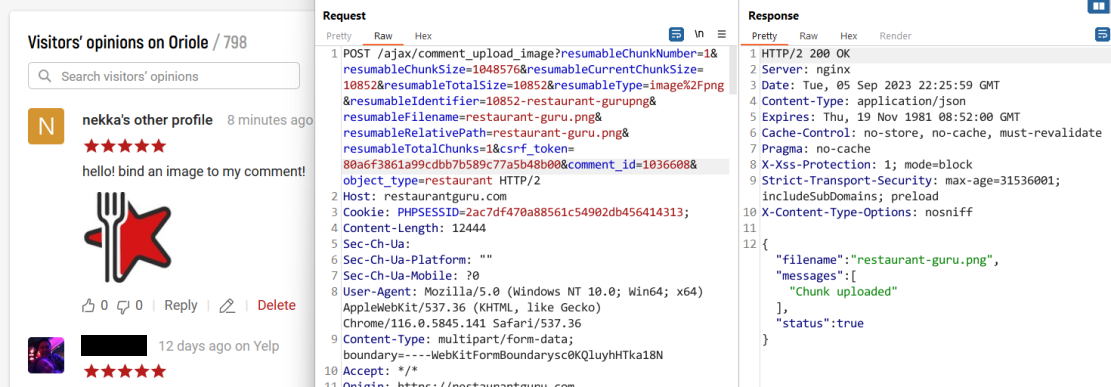 Visitors' opinions on Oriole / 798
Search visitors' opinions
N
nekka's other profile 8 minutes ago
hello! bind an image to my comment!
0 0 Reply Delete
12 days ago on Yelp
Request
Pretty Raw Hex
\n
1 POST /ajax/comment_upload_image?resumableChunkNumber=1&
resumableChunkSize=1048576&resumableCurrentChunkSize=
10852&resumableTotalSize=10852&resumableType=image%2Fpng
&resumableIdentifier=10852-restaurant-gurupng&
resumableFilename=restaurant-guru.png&
resumableRelativePath=restaurant-guru.png&
resumableTotalChunks=1&csrf_token=
80a6f3861a99cdbb7b589c77a5b48b00&comment_id=1036608&
object_type=restaurant HTTP/2
2 Host: restaurantguru.com
3 Cookie: PHPSESSID=2ac7df470a88561c54902db456414313;
4 Content-Length: 12444
5 Sec-Ch-Ua:
6 Sec-Ch-Ua-Platform: ""
7 Sec-Ch-Ua-Mobile: ?0
8 User-Agent: Mozilla/5.0 (Windows NT 10.0; Win64; x64)
AppleWebKit/537.36 (KHTML, like Gecko)
Chrome/116.0.5845.141 Safari/537.36
9 Content-Type: multipart/form-data;
boundary=----WebKitFormBoundarysc0KQluyhHTka18N
10 Accept: */*
11 Origin: https://restaurantguru.com
Response
Pretty Raw Hex Render
1 HTTP/2 200 OK
2 Server: nginx
3 Date: Tue, 05 Sep 2023 22:25:59 GMT
4 Content-Type: application/json
5 Expires: Thu, 19 Nov 1981 08:52:00 GMT
6 Cache-Control: no-store, no-cache, must-revalidate
7 Pragma: no-cache
8 X-Xss-Protection: 1; mode=block
9 Strict-Transport-Security: max-age=31536001;
includeSubDomains; preload
10 X-Content-Type-Options: nosniff
11
12 {
"filename":"restaurant-guru.png",
"messages":[
"Chunk uploaded"
],
"status":true
}